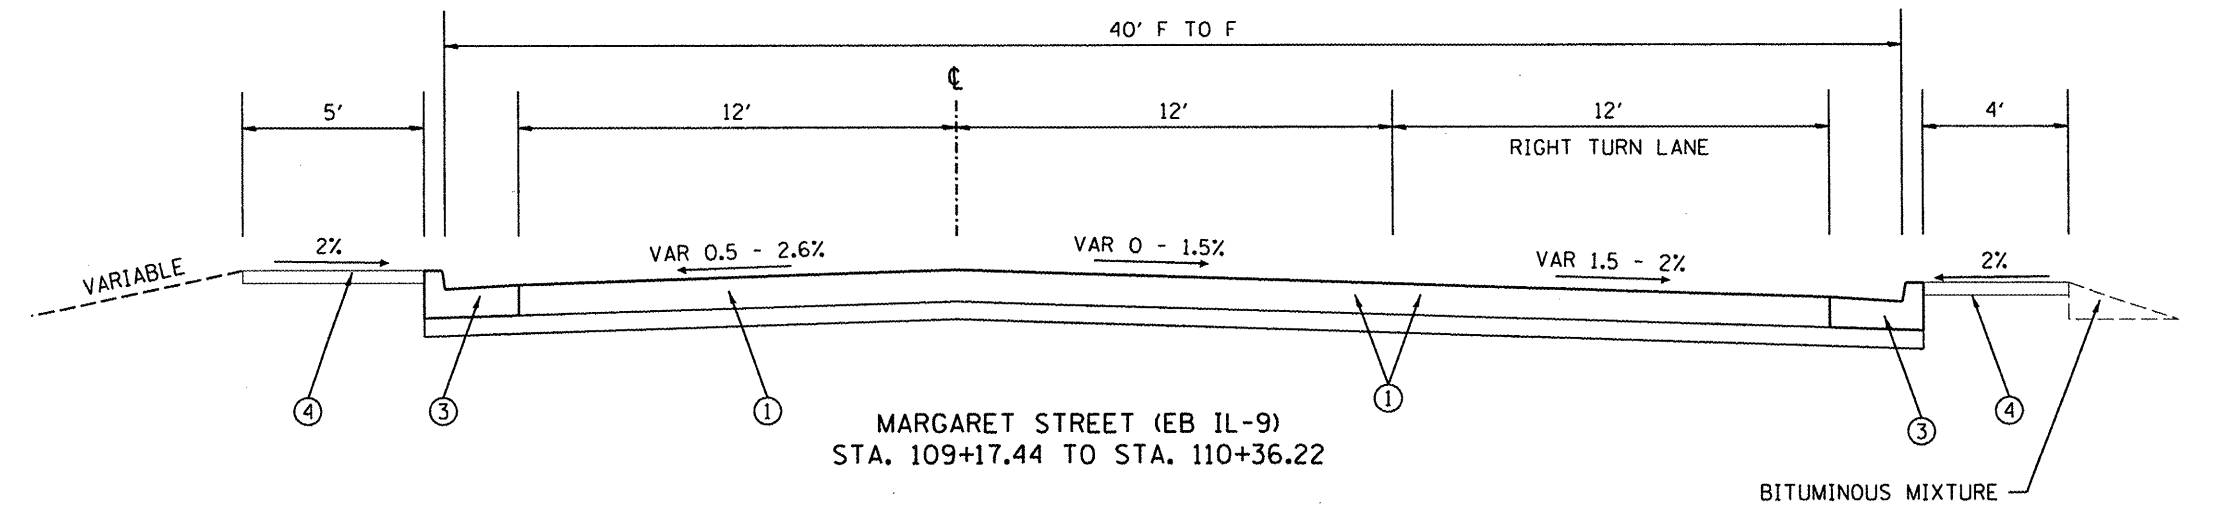 40' F TO F
℄
5'
12'
12'
12'
4'
RIGHT TURN LANE
VARIABLE
2%
VAR 0.5 - 2.6%
VAR 0 - 1.5%
VAR 1.5 - 2%
2%
4
3
1
1
3
4
MARGARET STREET (EB IL-9)
STA. 109+17.44 TO STA. 110+36.22
BITUMINOUS MIXTURE